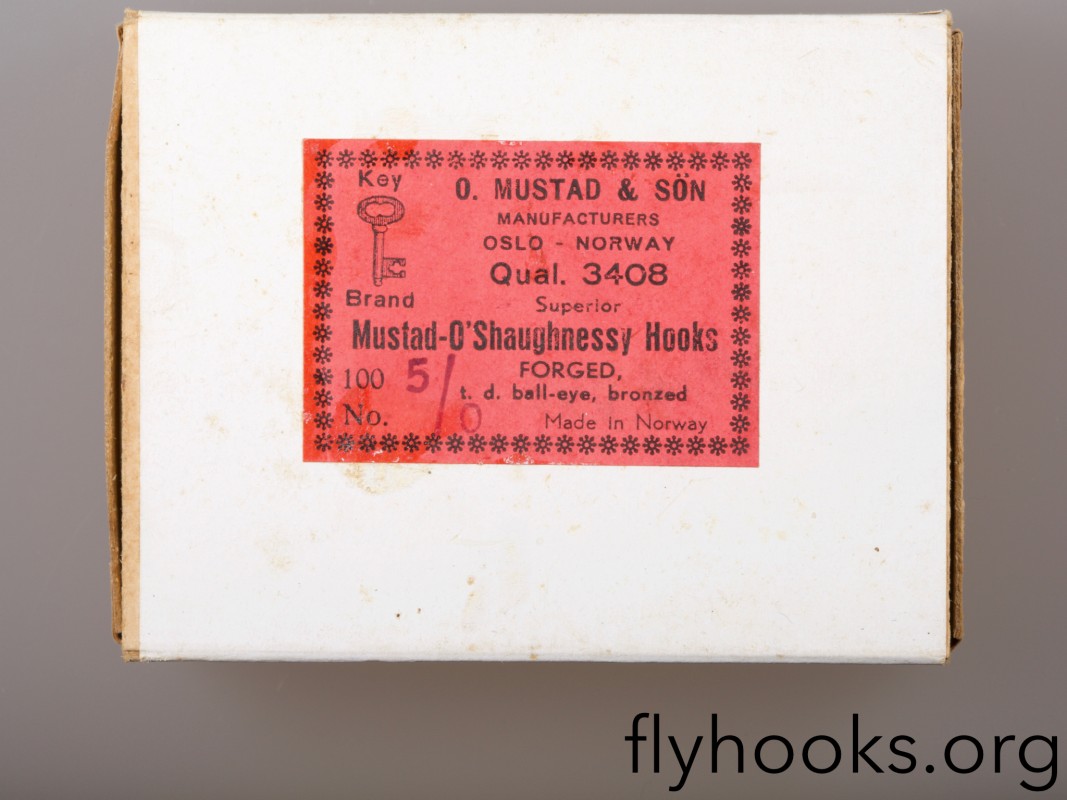 Key
Brand
O. MUSTAD & SÖN
MANUFACTURERS
OSLO - NORWAY
Qual. 3408
Superior
Mustad-O'Shaughnessy Hooks
FORGED,
t. d. ball-eye, bronzed
100
No. 5/0
Made in Norway
flyhooks.org